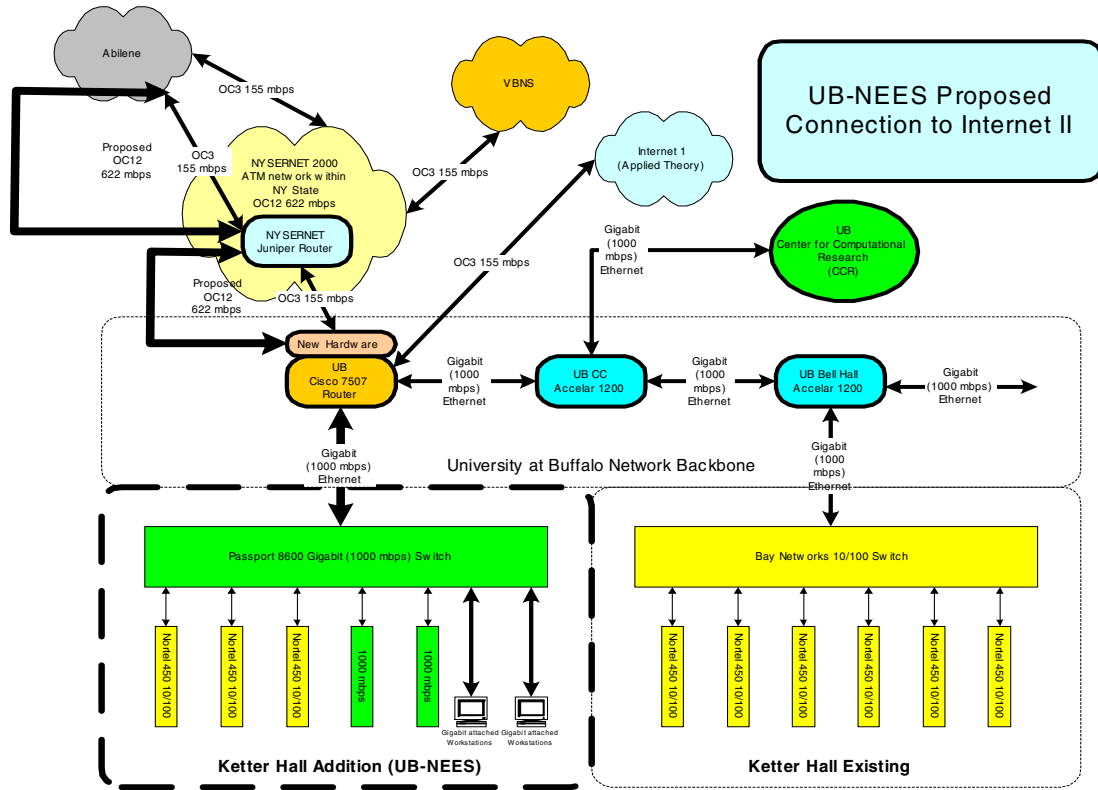 Abilene
OC3 155 mbps
VBNS
UB-NEES Proposed
Connection to Internet II
Proposed
OC12
622 mbps
OC3
155 mbps
NYSERNET 2000
ATM network within
NY State
OC12 622 mbps
OC3 155 mbps
Internet 1
(Applied Theory)
NYSERNET
Juniper Router
Gigabit
(1000
mbps)
Ethernet
UB
Center for Computational
Research
(CCR)
OC3 155 mbps
Proposed
OC12
622 mbps
OC3 155 mbps
New Hardware
UB
Cisco 7507
Router
Gigabit
(1000
mbps)
Ethernet
UB CC
Accelar 1200
Gigabit
(1000
mbps)
Ethernet
UB Bell Hall
Accelar 1200
Gigabit
(1000 mbps)
Ethernet
Gigabit
(1000 mbps)
Ethernet
University at Buffalo Network Backbone
Gigabit
(1000
mbps)
Ethernet
Passport 8600 Gigabit (1000 mbps) Switch
Bay Networks 10/100 Switch
Nortel 450 10/100
Nortel 450 10/100
Nortel 450 10/100
1000 mbps
1000 mbps
Gigabit attached
Workstations
Gigabit attached
Workstations
Nortel 450 10/100
Nortel 450 10/100
Nortel 450 10/100
Nortel 450 10/100
Nortel 450 10/100
Nortel 450 10/100
Ketter Hall Addition (UB-NEES)
Ketter Hall Existing